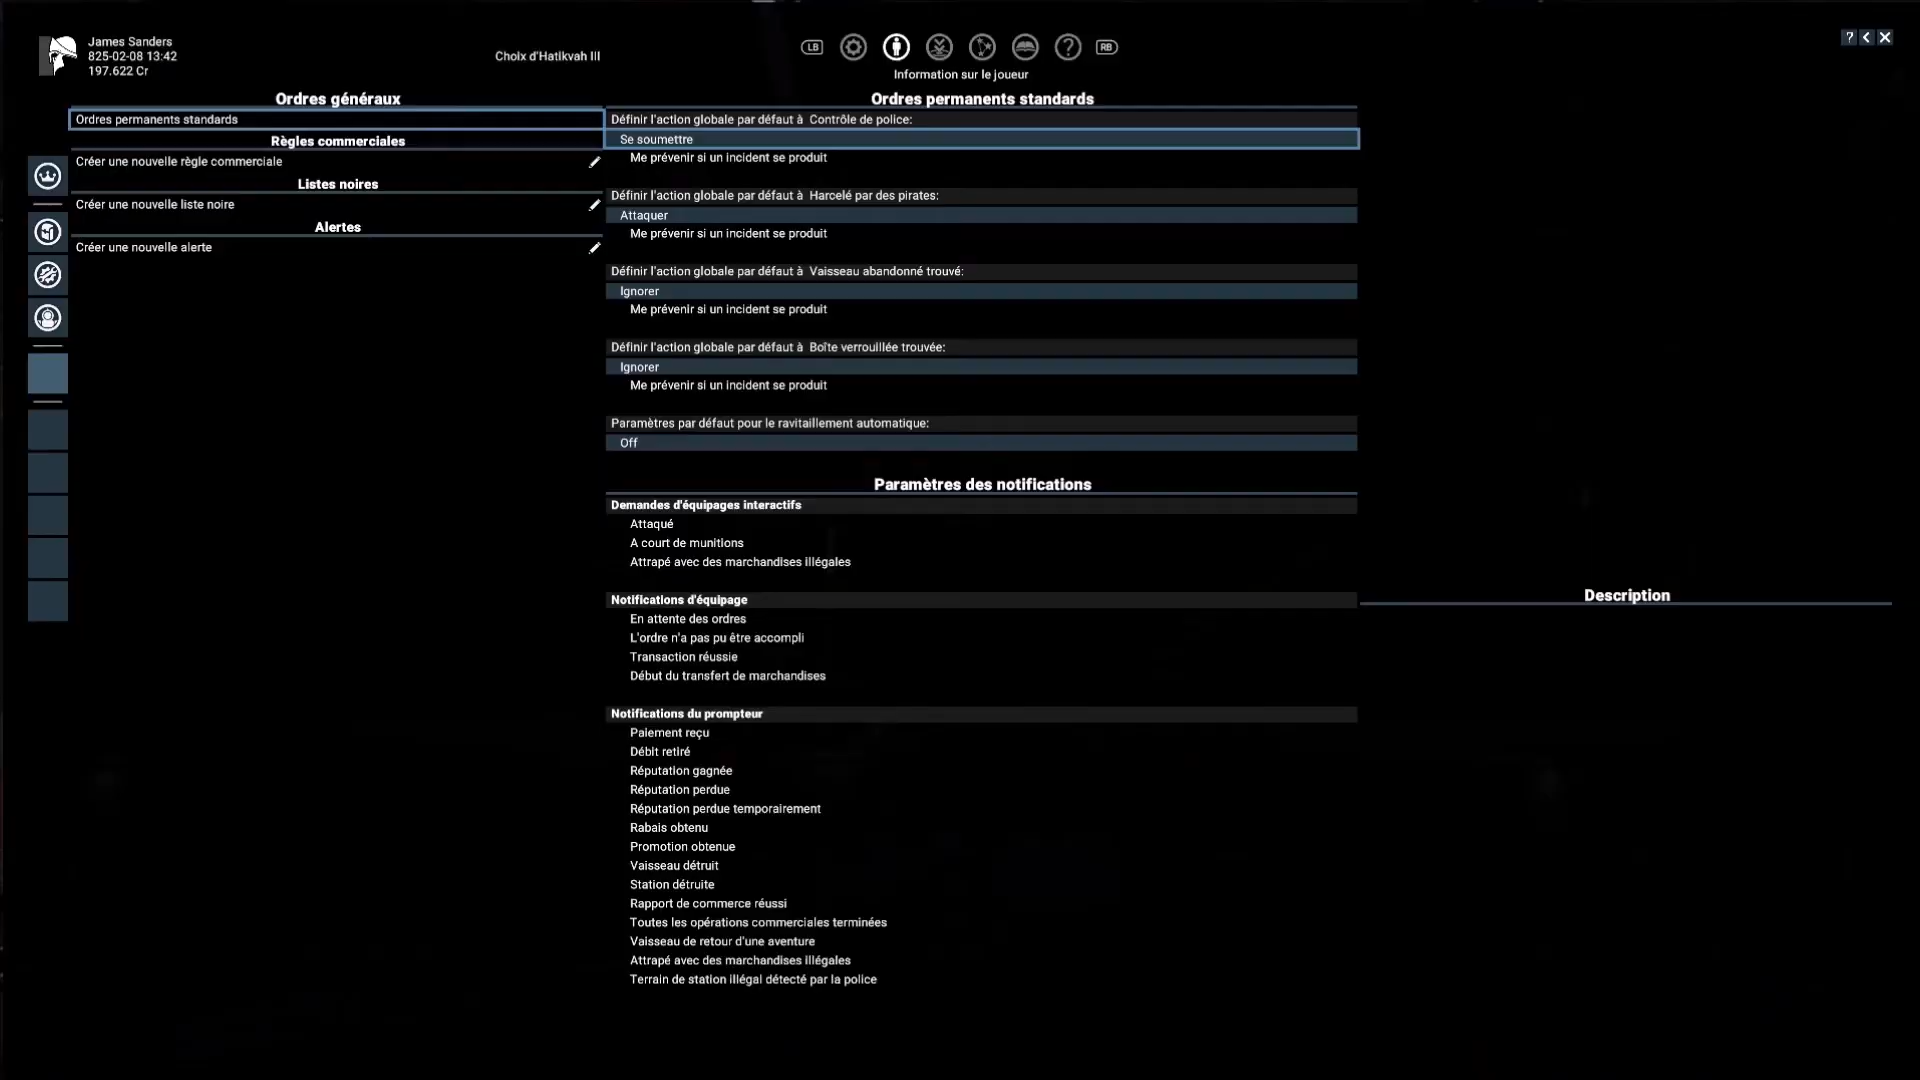 James Sanders
825-02-08 13:42
197.622 Cr
Choix d'Hatikvah III
LB
?
RB
Information sur le joueur
? < X
Ordres généraux
Ordres permanents standards
Règles commerciales
Créer une nouvelle règle commerciale
Listes noires
Créer une nouvelle liste noire
Alertes
Créer une nouvelle alerte
Ordres permanents standards
Définir l'action globale par défaut à Contrôle de police:
Se soumettre
Me prévenir si un incident se produit
Définir l'action globale par défaut à Harcelé par des pirates:
Attaquer
Me prévenir si un incident se produit
Définir l'action globale par défaut à Vaisseau abandonné trouvé:
Ignorer
Me prévenir si un incident se produit
Définir l'action globale par défaut à Boîte verrouillée trouvée:
Ignorer
Me prévenir si un incident se produit
Paramètres par défaut pour le ravitaillement automatique:
Off
Paramètres des notifications
Demandes d'équipages interactifs
Attaqué
A court de munitions
Attrapé avec des marchandises illégales
Notifications d'équipage
En attente des ordres
L'ordre n'a pas pu être accompli
Transaction réussie
Début du transfert de marchandises
Notifications du prompteur
Paiement reçu
Débit retiré
Réputation gagnée
Réputation perdue
Réputation perdue temporairement
Rabais obtenu
Promotion obtenue
Vaisseau détruit
Station détruite
Rapport de commerce réussi
Toutes les opérations commerciales terminées
Vaisseau de retour d'une aventure
Attrapé avec des marchandises illégales
Terrain de station illégal détecté par la police
Description